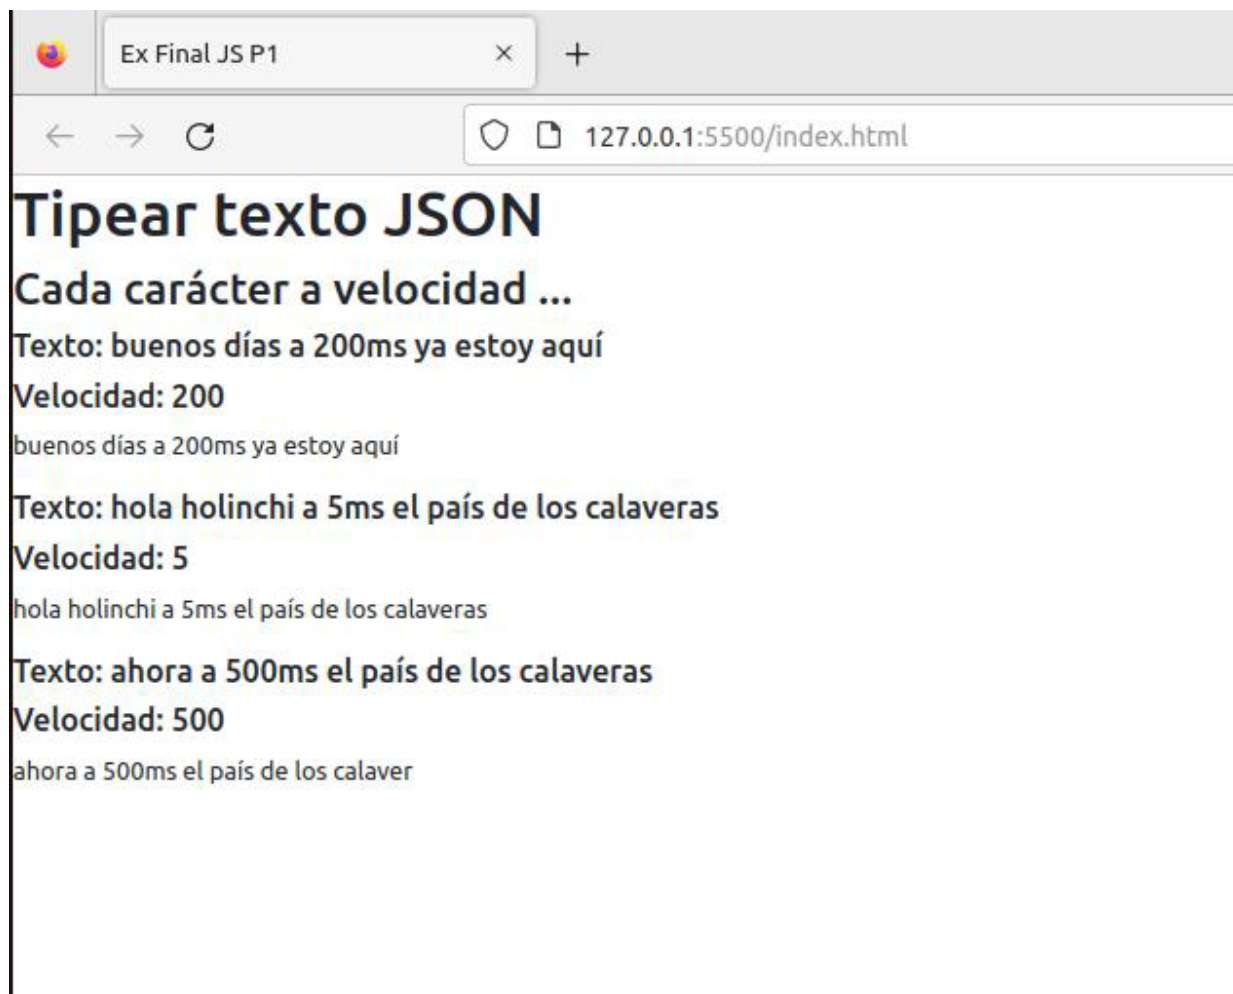 Ex Final JS P1
127.0.0.1:5500/index.html
Tipear texto JSON
Cada carácter a velocidad ...
Texto: buenos días a 200ms ya estoy aquí
Velocidad: 200
buenos días a 200ms ya estoy aquí
Texto: hola holinchi a 5ms el país de los calaveras
Velocidad: 5
hola holinchi a 5ms el país de los calaveras
Texto: ahora a 500ms el país de los calaveras
Velocidad: 500
ahora a 500ms el país de los calaver